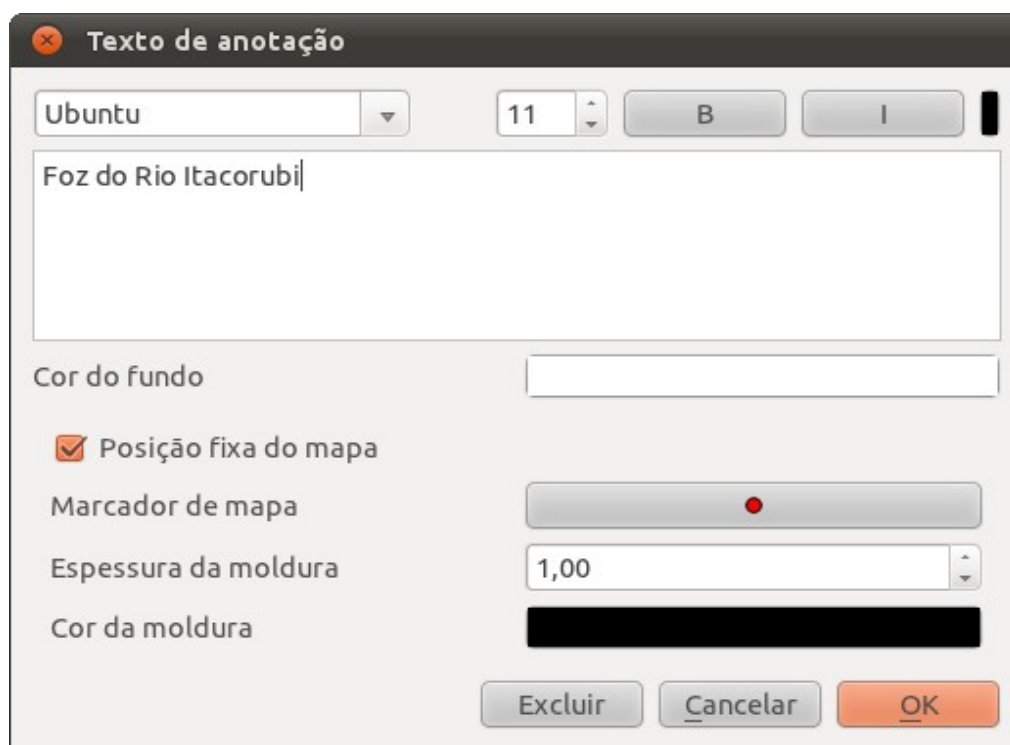 Texto de anotação
Ubuntu 11 B I
Foz do Rio Itacorubi
Cor do fundo
Posição fixa do mapa
Marcador de mapa
Espessura da moldura 1,00
Cor da moldura
Excluir Cancelar OK